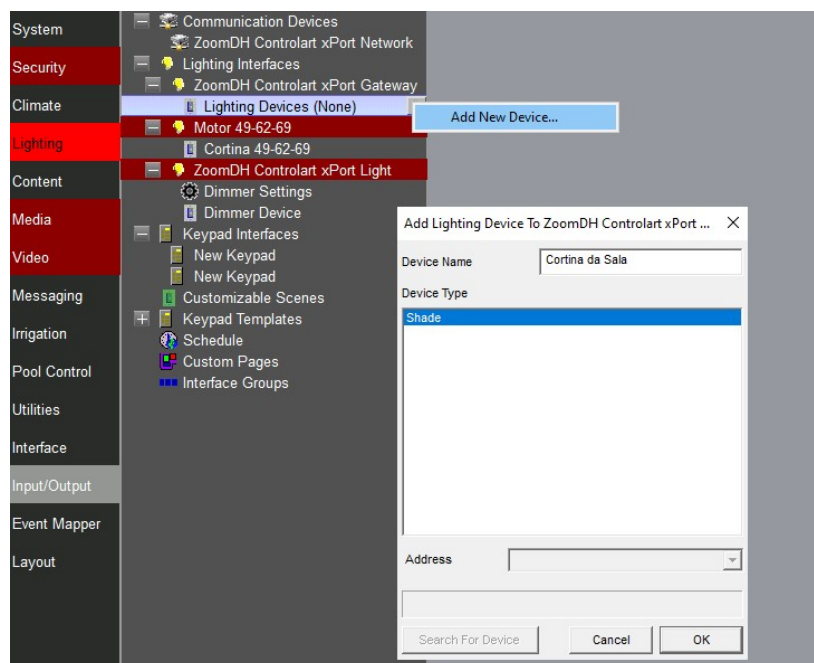 System
Security
Climate
Lighting
Content
Media
Video
Messaging
Irrigation
Pool Control
Utilities
Interface
Input/Output
Event Mapper
Layout
Communication Devices
ZoomDH Controlart xPort Network
Lighting Interfaces
ZoomDH Controlart xPort Gateway
Lighting Devices (None)
Motor 49-62-69
Cortina 49-62-69
ZoomDH Controlart xPort Light
Dimmer Settings
Dimmer Device
Keypad Interfaces
New Keypad
New Keypad
Customizable Scenes
Keypad Templates
Schedule
Custom Pages
Interface Groups
Add New Device...
Add Lighting Device To ZoomDH Controlart xPort ...
Device Name
Cortina da Sala
Device Type
Shade
Address
Search For Device
Cancel
OK